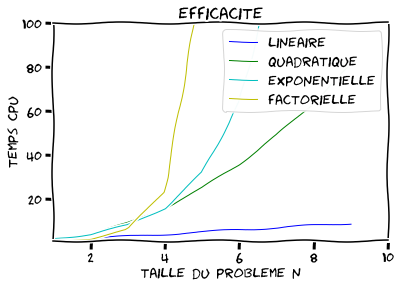 EFFICACITE
LINEAIRE
QUADRATIQUE
EXPONENTIELLE
FACTORIELLE
100
80
60
40
20
TEMPS CPU
2 4 6 8 10
TAILLE DU PROBLEME N